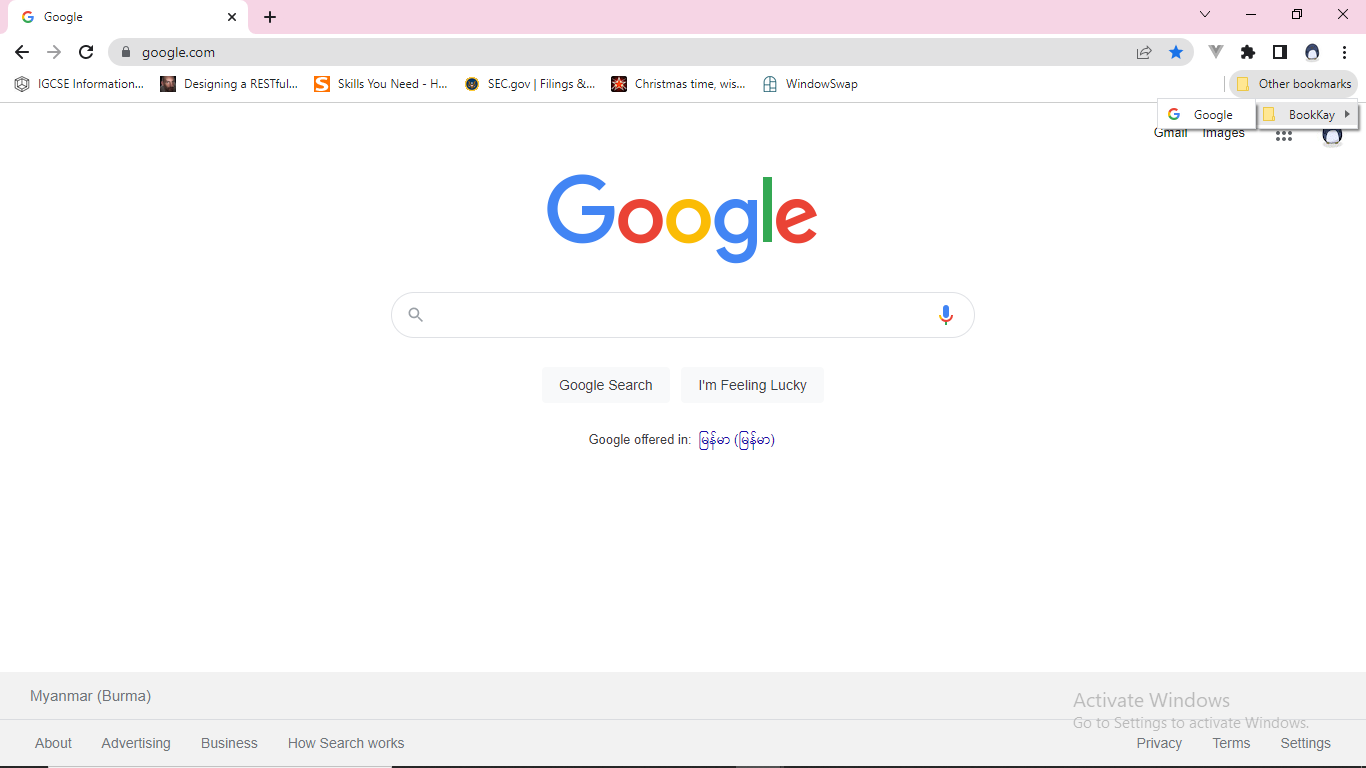 Google
google.com
IGCSE Information... Designing a RESTful... Skills You Need - H... SEC.gov | Filings &... Christmas time, wis... WindowSwap Other bookmarks
Google BookKay
Gmail Images
Google
Google Search I'm Feeling Lucky
Google offered in: မြန်မာ (မြန်မာ)
Myanmar (Burma)
Activate Windows
Go to Settings to activate Windows.
About Advertising Business How Search works Privacy Terms Settings